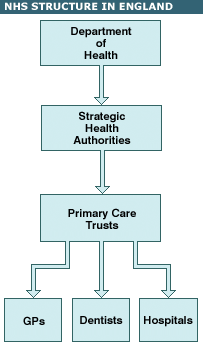 NHS STRUCTURE IN ENGLAND
Department
of
Health
Strategic
Health
Authorities
Primary Care
Trusts
GPs
Dentists
Hospitals